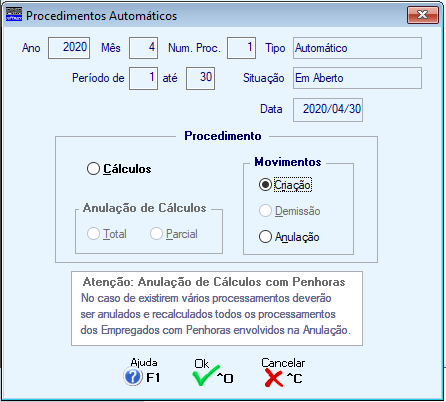 Procedimentos Automáticos
Ano 2020 Mês 4 Num. Proc. 1 Tipo Automático
Período de 1 até 30 Situação Em Aberto
Data 2020/04/30
Procedimento
Cálculos
Movimentos
Criação
Anulação de Cálculos
Demissão
Total Parcial
Anulação
Atenção: Anulação de Cálculos com Penhoras
No caso de existirem vários processamentos deverão
ser anulados e recalculados todos os processamentos
dos Empregados com Penhoras envolvidos na Anulação.
Ajuda Ok Cancelar
F1 ^O ^C